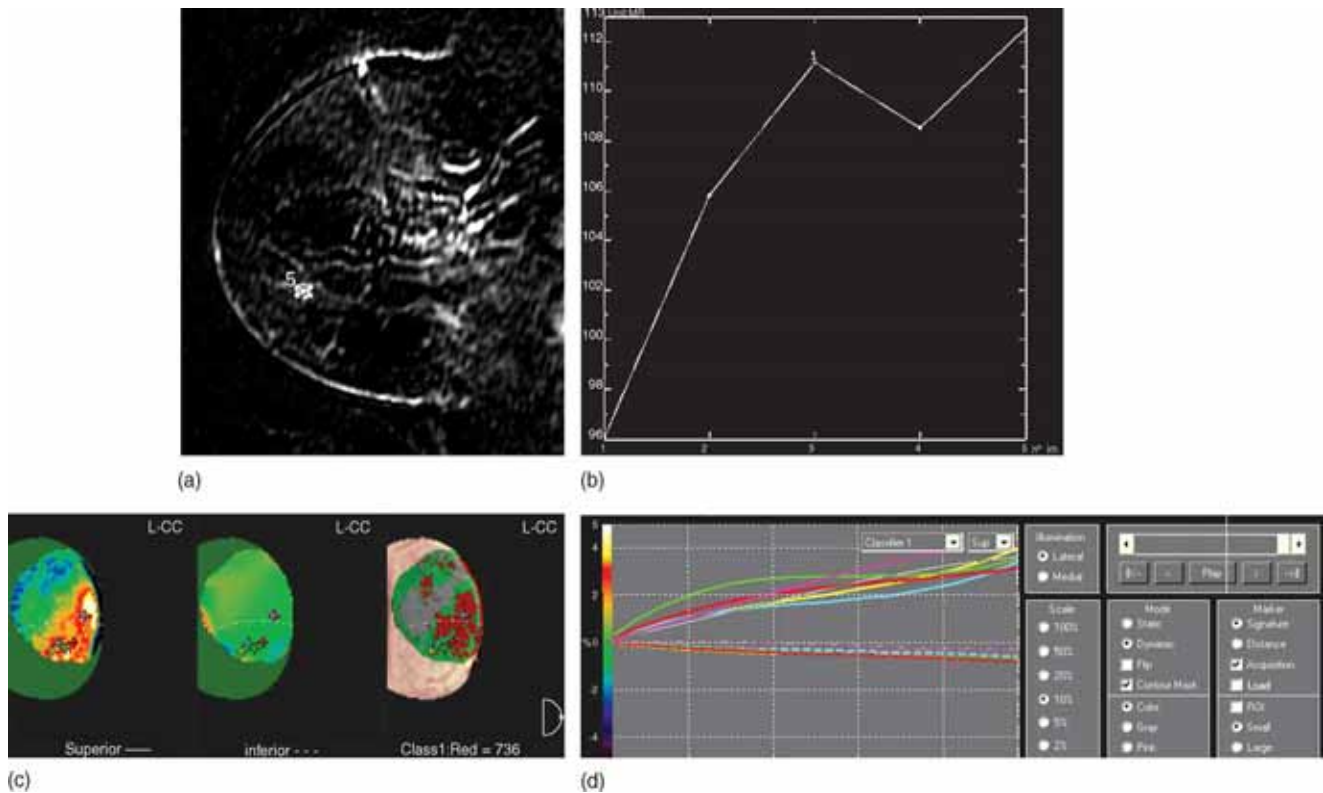 5
115
112
110
108
106
104
102
100
98
96
1
2
3
4
5
(a)
(b)
L-CC
L-CC
L-CC
Superior
inferior - - -
Class1:Red = 736
(c)
4
2
-2
-4
Classifier 1
Sup
Illumination
Lateral
Medial
Play
Scale
100%
50%
20%
10%
5%
2%
Mode
Static
Dynamic
Flip
Contour Mask
Color
Gray
Pink
Marker
Signature
Distance
Acquisition
Load
ROI
Small
Large
(d)